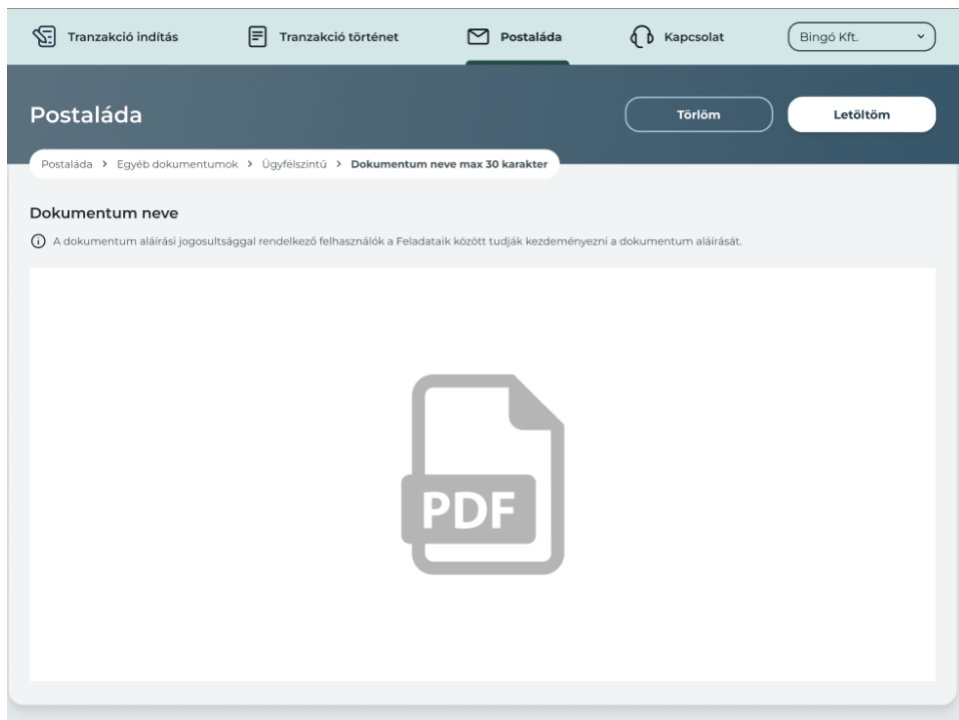 Tranzakció indítás
Tranzakció történet
Postaláda
Kapcsolat
Bingó Kft.
Postaláda
Törlöm
Letöltöm
Postaláda > Egyéb dokumentumok > Ügyfélszintű > Dokumentum neve max 30 karakter
Dokumentum neve
A dokumentum aláírási jogosultsággal rendelkező felhasználók a Feladataik között tudják kezdeményezni a dokumentum aláírását.
PDF